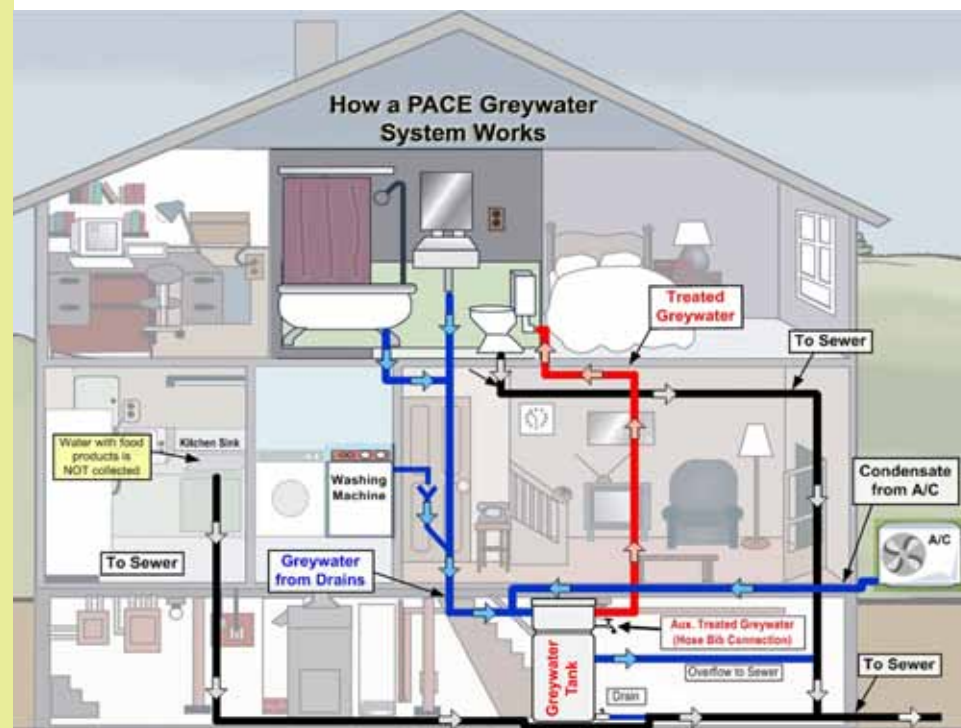 How a PACE Greywater
System Works
Treated
Greywater
To Sewer
Water with food
products is
NOT collected
Kitchen Sink
Washing
Machine
Condensate
from A/C
A/C
To Sewer
Greywater
from Drains
Aux. Treated Greywater
(Hose Bib Connection)
Greywater
Tank
Overflow to Sewer
To Sewer
Drain